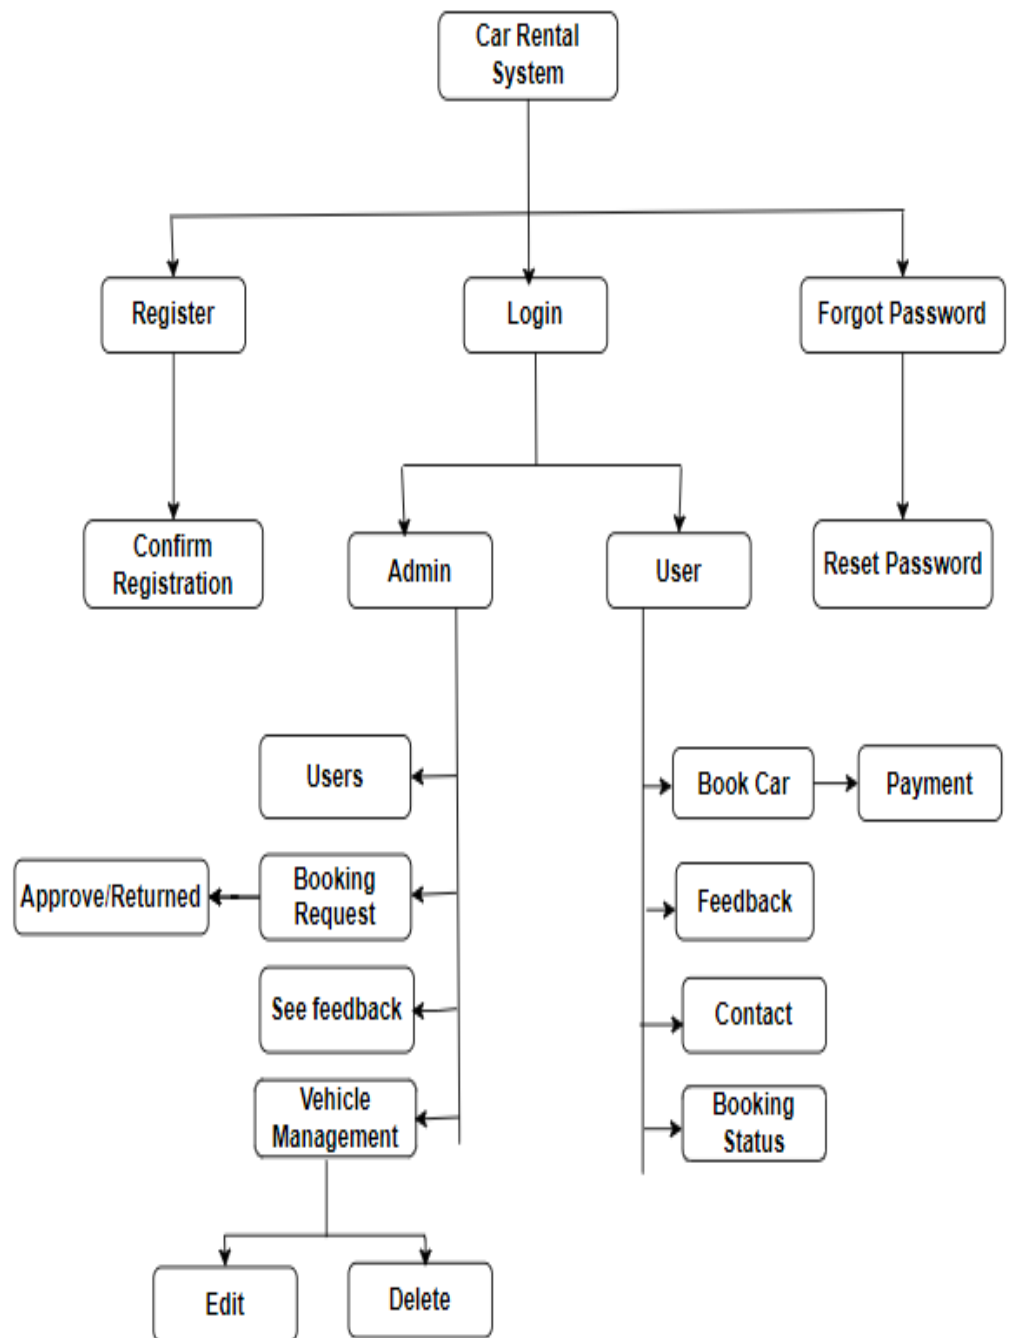 Car Rental
System
Register
Login
Forgot Password
Confirm
Registration
Admin
User
Reset Password
Users
Book Car
Payment
Approve/Returned
Booking
Request
Feedback
See feedback
Contact
Vehicle
Management
Booking
Status
Edit
Delete